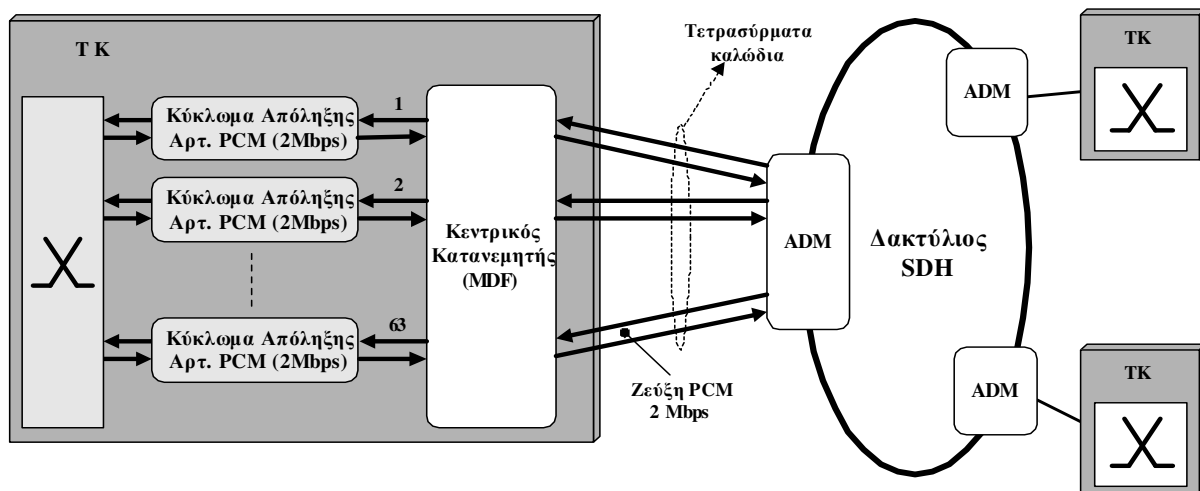 Τ Κ
Κύκλωμα Απόληξης
Αρτ. PCM (2Mbps)
1
Κύκλωμα Απόληξης
Αρτ. PCM (2Mbps)
2
Κύκλωμα Απόληξης
Αρτ. PCM (2Mbps)
63
Κεντρικός
Κατανεμητής
(MDF)
Τετρασύρματα
καλώδια
Ζεύξη PCM
2 Mbps
ADM
Δακτύλιος
SDH
ADM
ΤΚ
ADM
ΤΚ